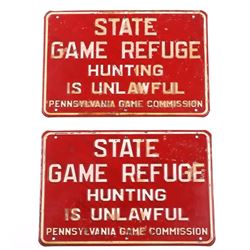 STATE
GAME REFUGE
HUNTING
IS UNLAWFUL
PENNSYLVANIA GAME COMMISSION
STATE
GAME REFUGE
HUNTING
IS UNLAWFUL
PENNSYLVANIA GAME COMMISSION